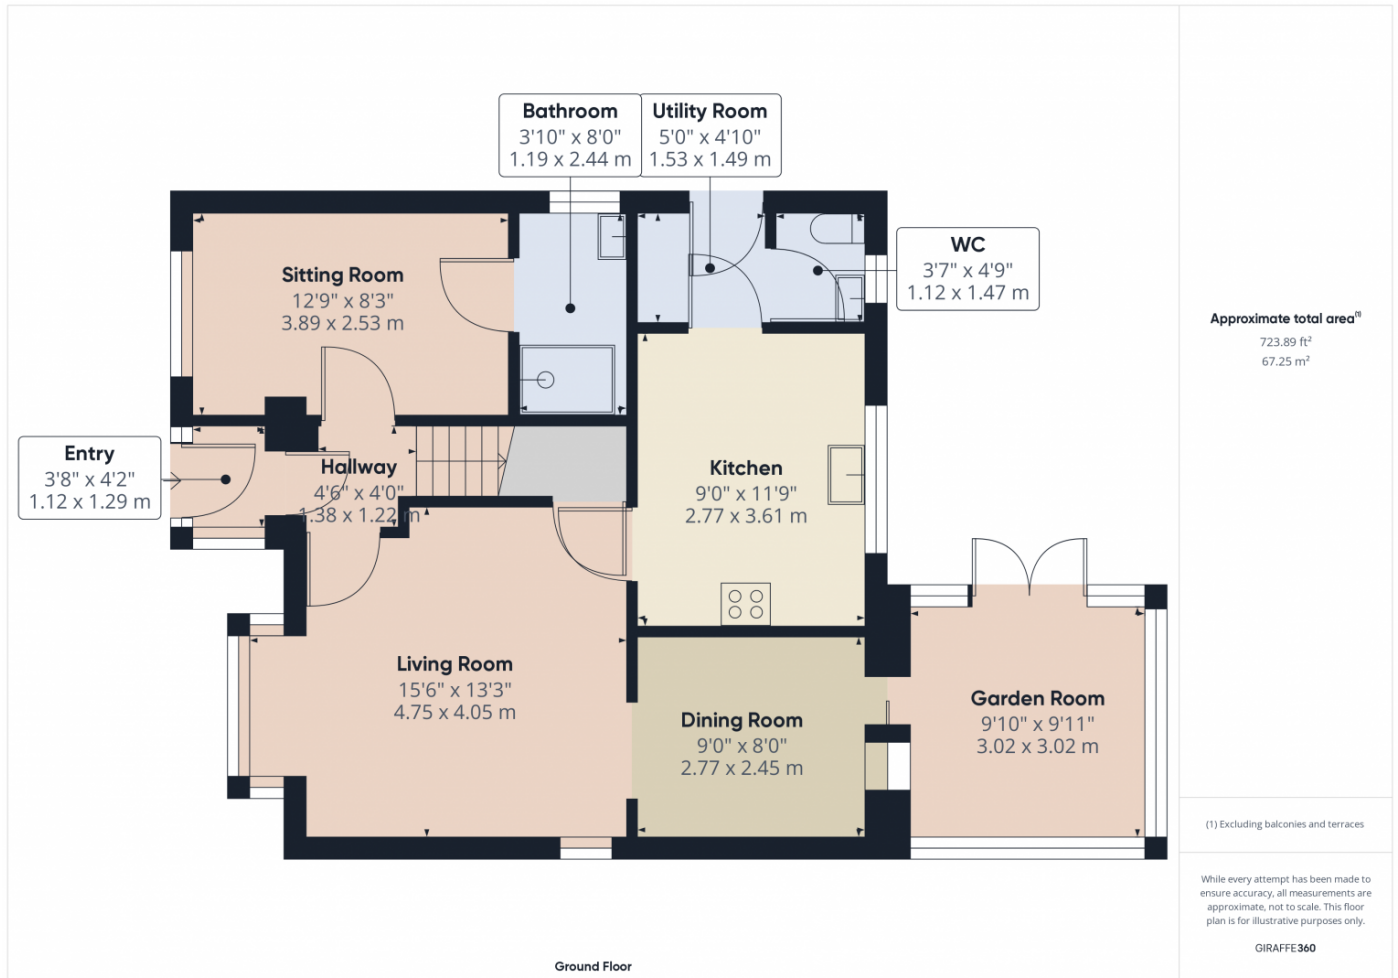 Bathroom
3'10" x 8'0"
1.19 x 2.44 m
Utility Room
5'0" x 4'10"
1.53 x 1.49 m
WC
3'7" x 4'9"
1.12 x 1.47 m
Sitting Room
12'9" x 8'3"
3.89 x 2.53 m
Entry
3'8" x 4'2"
1.12 x 1.29 m
Hallway
4'6" x 4'0"
1.38 x 1.22 m
Kitchen
9'0" x 11'9"
2.77 x 3.61 m
Living Room
15'6" x 13'3"
4.75 x 4.05 m
Dining Room
9'0" x 8'0"
2.77 x 2.45 m
Garden Room
9'10" x 9'11"
3.02 x 3.02 m
Ground Floor
Approximate total area⁽¹⁾
723.89 ft²
67.25 m²
(1) Excluding balconies and terraces
While every attempt has been made to
ensure accuracy, all measurements are
approximate, not to scale. This floor
plan is for illustrative purposes only.
GIRAFFE360